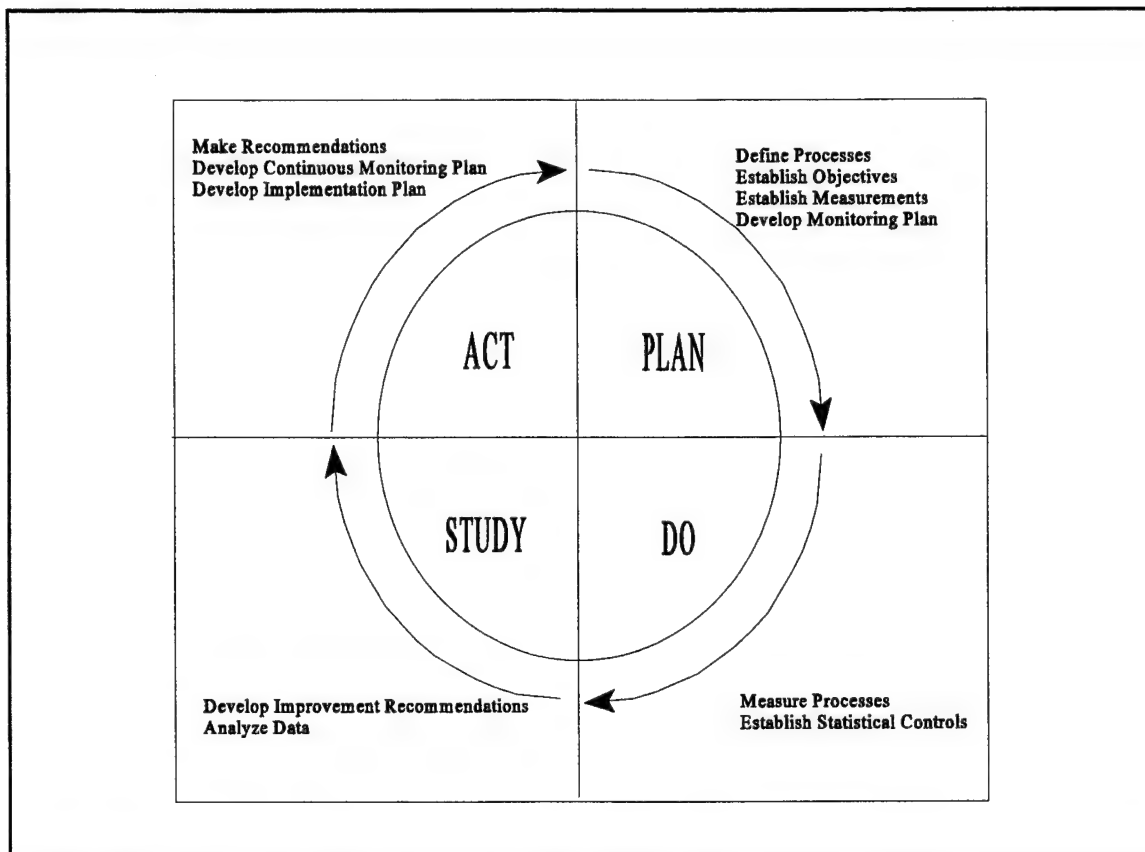 Make Recommendations
Develop Continuous Monitoring Plan
Develop Implementation Plan
Define Processes
Establish Objectives
Establish Measurements
Develop Monitoring Plan
ACT
PLAN
STUDY
DO
Develop Improvement Recommendations
Analyze Data
Measure Processes
Establish Statistical Controls